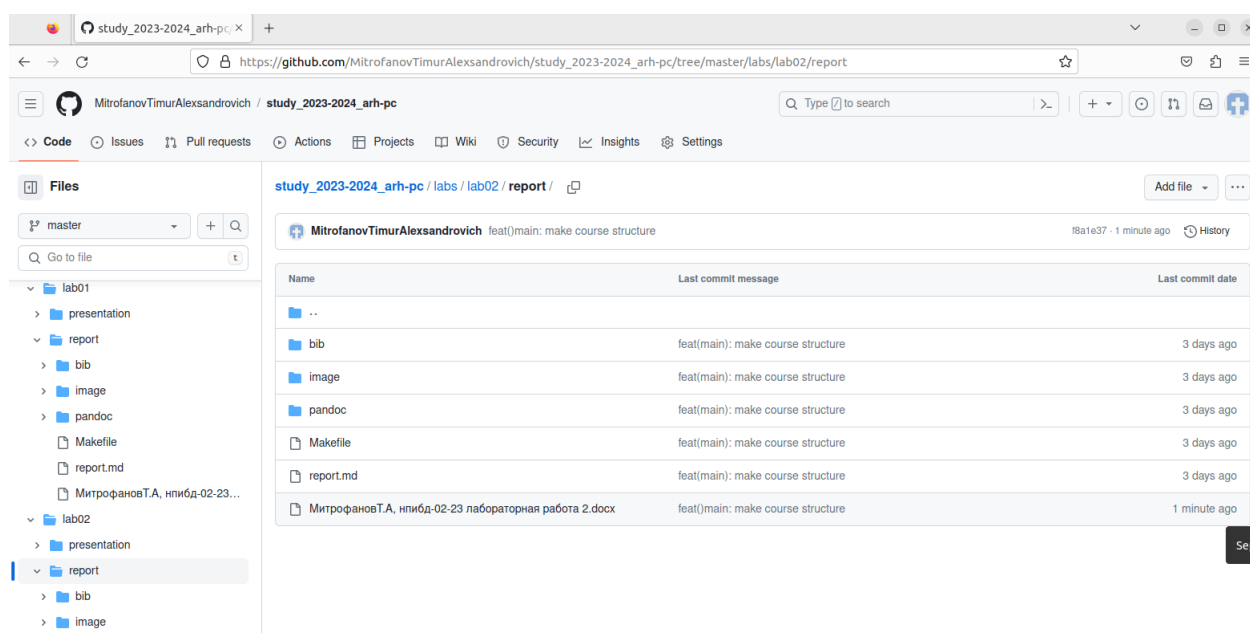 study_2023-2024_arh-pc/
https://github.com/MitrofanovTimurAlexsandrovich/study_2023-2024_arh-pc/tree/master/labs/lab02/report
MitrofanovTimurAlexsandrovich / study_2023-2024_arh-pc
Type / to search
Code Issues Pull requests Actions Projects Wiki Security Insights Settings
Files
master
Go to file t
lab01
presentation
report
bib
image
pandoc
Makefile
report.md
МитрофановТ.А, нпибд-02-23...
lab02
presentation
report
bib
image
study_2023-2024_arh-pc / labs / lab02 / report /
Add file
MitrofanovTimurAlexsandrovich feat()main: make course structure f8a1e37 · 1 minute ago History
Name Last commit message Last commit date
..
bib feat(main): make course structure 3 days ago
image feat(main): make course structure 3 days ago
pandoc feat(main): make course structure 3 days ago
Makefile feat(main): make course structure 3 days ago
report.md feat(main): make course structure 3 days ago
МитрофановТ.А, нпибд-02-23 лабораторная работа 2.docx feat()main: make course structure 1 minute ago
Se